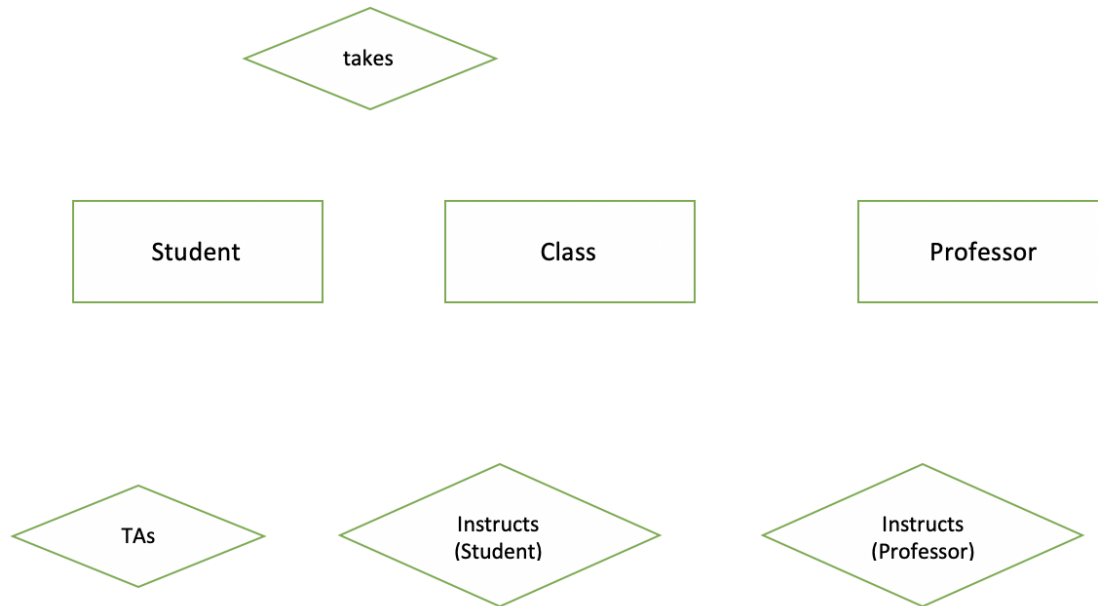 takes
Student
Class
Professor
TAs
Instructs
(Student)
Instructs
(Professor)